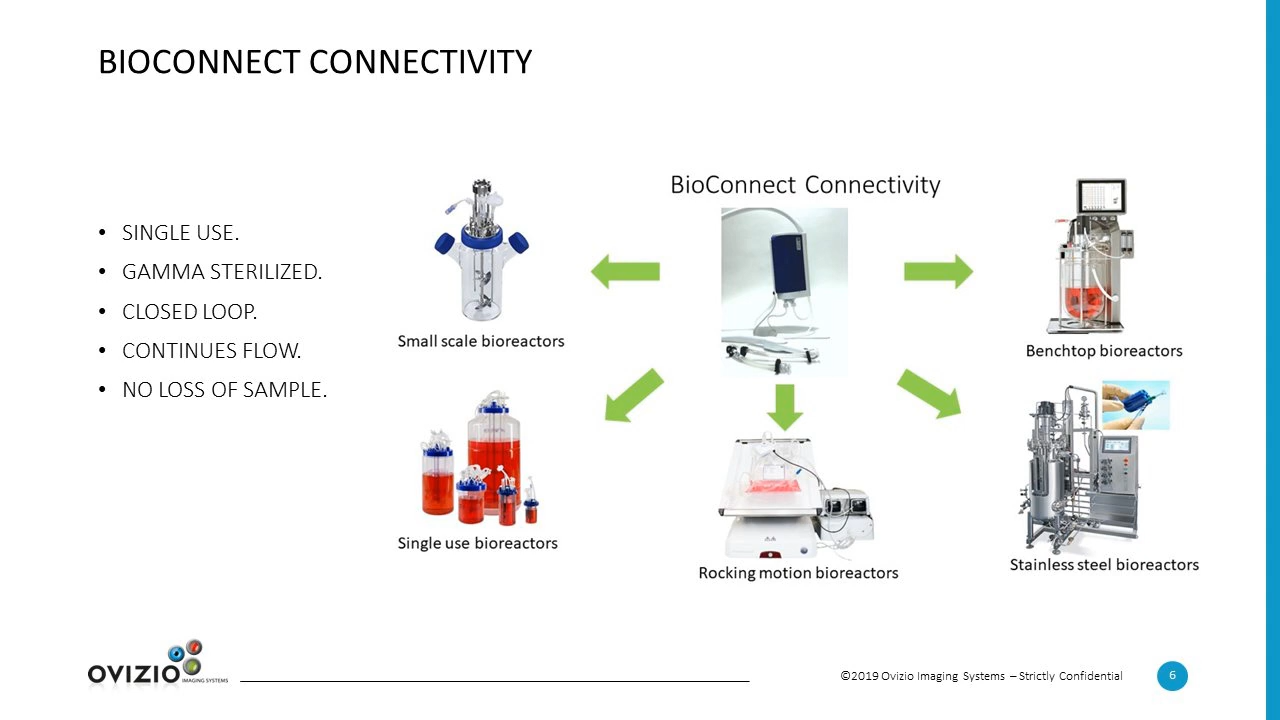 BIOCONNECT CONNECTIVITY
• SINGLE USE.
• GAMMA STERILIZED.
• CLOSED LOOP.
• CONTINUES FLOW.
• NO LOSS OF SAMPLE.
BioConnect Connectivity
Small scale bioreactors
Benchtop bioreactors
Single use bioreactors
Rocking motion bioreactors
Stainless steel bioreactors
OVIZIO
IMAGING SYSTEMS
©2019 Ovizio Imaging Systems – Strictly Confidential
6